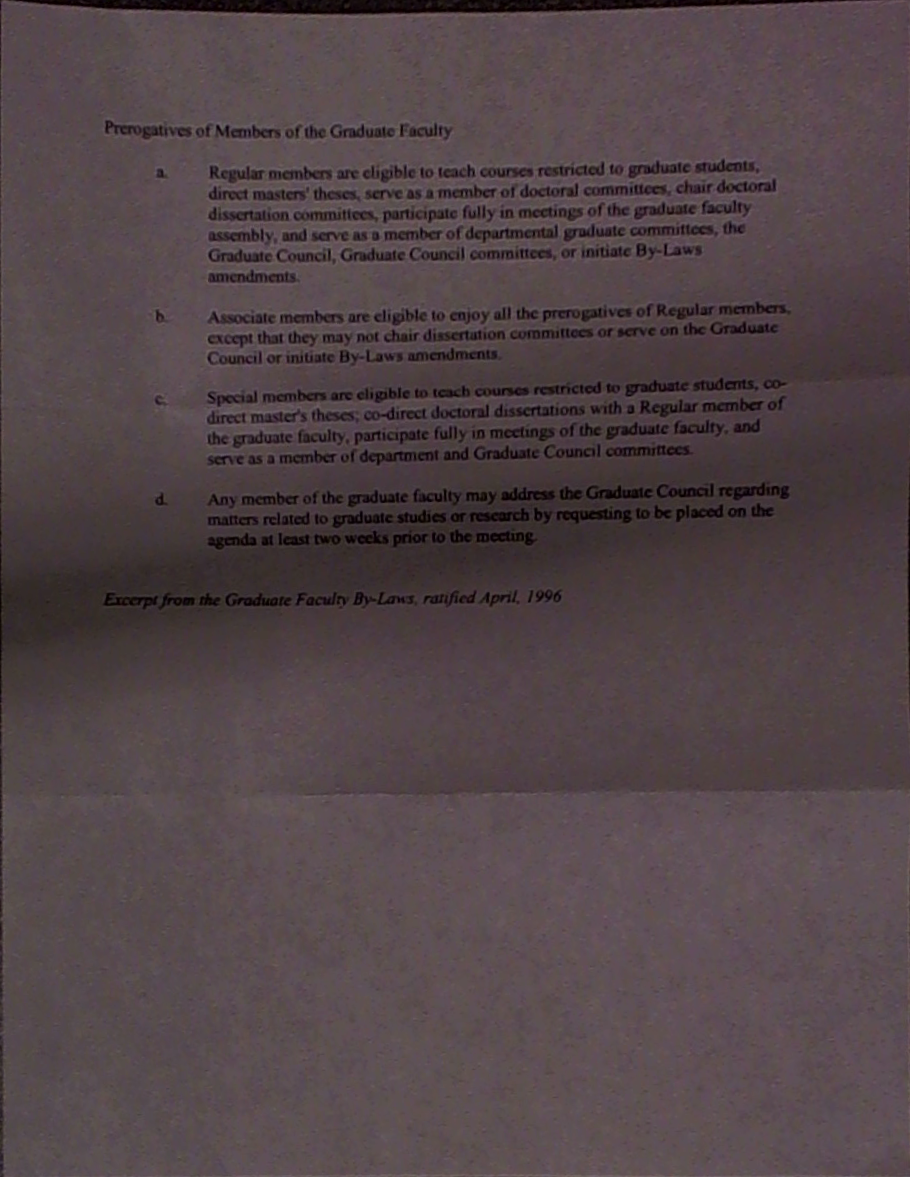 Prerogatives of Members of the Graduate Faculty
a. Regular members are eligible to teach courses restricted to graduate students,
direct masters' theses, serve as a member of doctoral committees, chair doctoral
dissertation committees, participate fully in meetings of the graduate faculty
assembly, and serve as a member of departmental graduate committees, the
Graduate Council, Graduate Council committees, or initiate By-Laws
amendments.
b. Associate members are eligible to enjoy all the prerogatives of Regular members,
except that they may not chair dissertation committees or serve on the Graduate
Council or initiate By-Laws amendments.
c. Special members are eligible to teach courses restricted to graduate students, co-
direct master's theses; co-direct doctoral dissertations with a Regular member of
the graduate faculty, participate fully in meetings of the graduate faculty, and
serve as a member of department and Graduate Council committees.
d. Any member of the graduate faculty may address the Graduate Council regarding
matters related to graduate studies or research by requesting to be placed on the
agenda at least two weeks prior to the meeting.
Excerpt from the Graduate Faculty By-Laws, ratified April, 1996